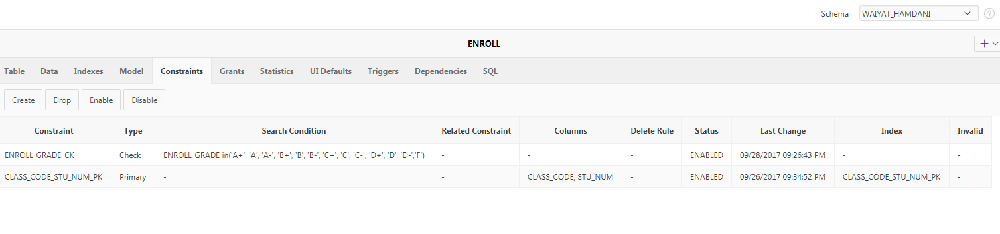 Schema WAIYAT_HAMDANI ?
ENROLL
Table Data Indexes Model Constraints Grants Statistics UI Defaults Triggers Dependencies SQL
Create Drop Enable Disable
Constraint Type Search Condition Related Constraint Columns Delete Rule Status Last Change Index Invalid
ENROLL_GRADE_CK Check ENROLL_GRADE in('A+', 'A', 'A-', 'B+', 'B', 'B-', 'C+', 'C', 'C-', 'D+', 'D', 'D-','F') - - - ENABLED 09/28/2017 09:26:43 PM - -
CLASS_CODE_STU_NUM_PK Primary - - CLASS_CODE, STU_NUM - ENABLED 09/26/2017 09:34:52 PM CLASS_CODE_STU_NUM_PK -